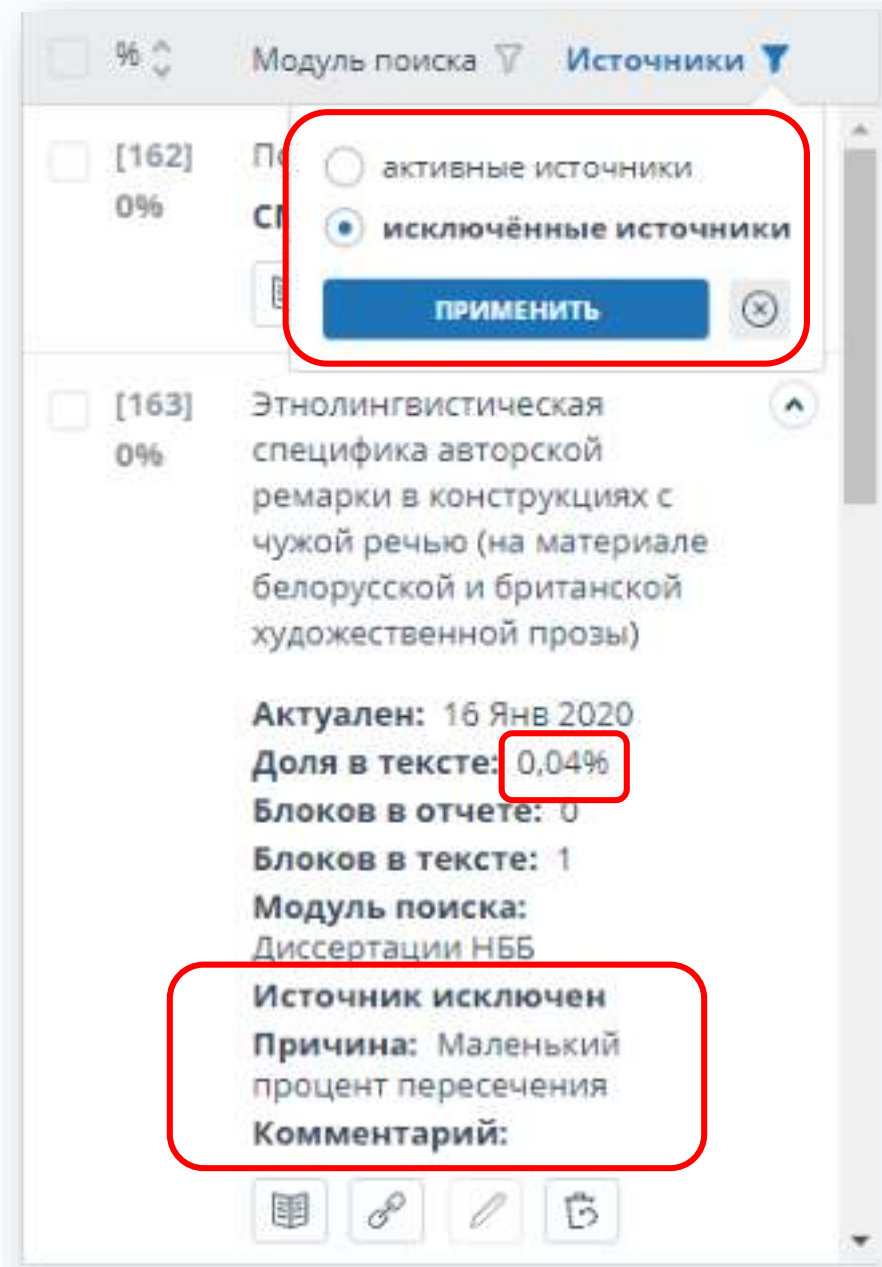 % Модуль поиска Источники
[162]
0%
активные источники
исключённые источники
ПРИМЕНИТЬ
[163] Этнолингвистическая
0% специфика авторской
ремарки в конструкциях с
чужой речью (на материале
белорусской и британской
художественной прозы)
Актуален: 16 Янв 2020
Доля в тексте: 0,04%
Блоков в отчете: 0
Блоков в тексте: 1
Модуль поиска:
Диссертации НББ
Источник исключен
Причина: Маленький
процент пересечения
Комментарий: